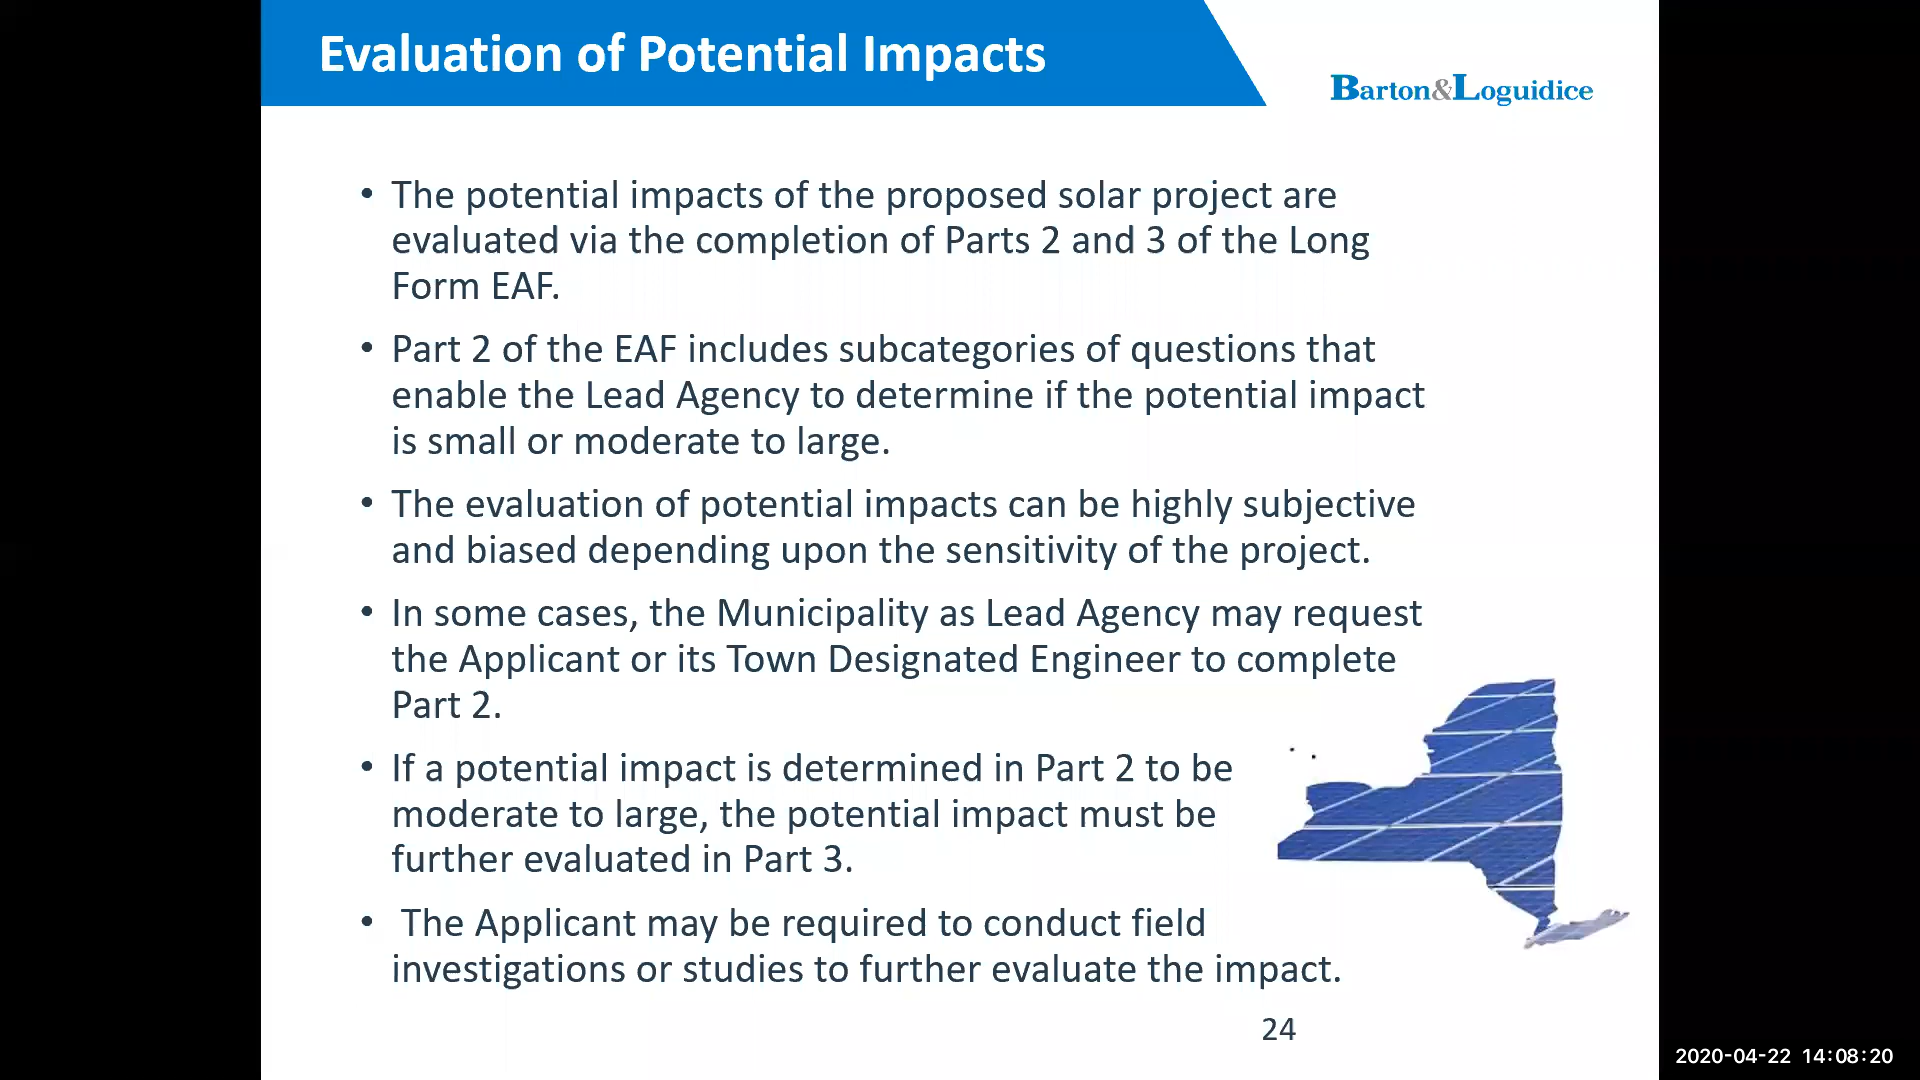 Evaluation of Potential Impacts
Barton&Loguidice
• The potential impacts of the proposed solar project are
evaluated via the completion of Parts 2 and 3 of the Long
Form EAF.
• Part 2 of the EAF includes subcategories of questions that
enable the Lead Agency to determine if the potential impact
is small or moderate to large.
• The evaluation of potential impacts can be highly subjective
and biased depending upon the sensitivity of the project.
• In some cases, the Municipality as Lead Agency may request
the Applicant or its Town Designated Engineer to complete
Part 2.
• If a potential impact is determined in Part 2 to be
moderate to large, the potential impact must be
further evaluated in Part 3.
• The Applicant may be required to conduct field
investigations or studies to further evaluate the impact.
24
2020-04-22 14:08:20